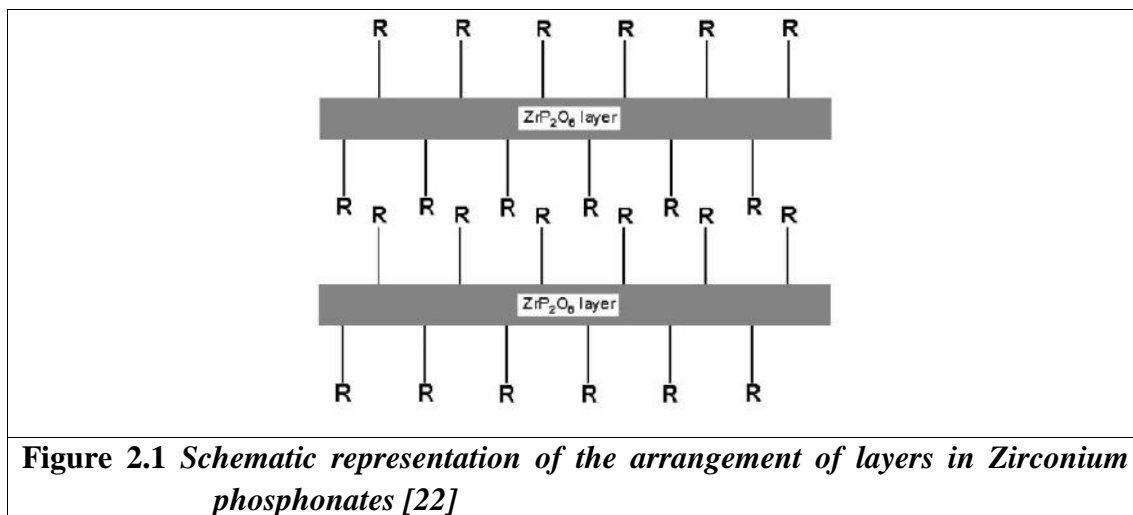 R R R R R R
ZrP₂O₆ layer
R R R R R R
R R R R R R
ZrP₂O₆ layer
R R R R R R
Figure 2.1 Schematic representation of the arrangement of layers in Zirconium
phosphonates [22]